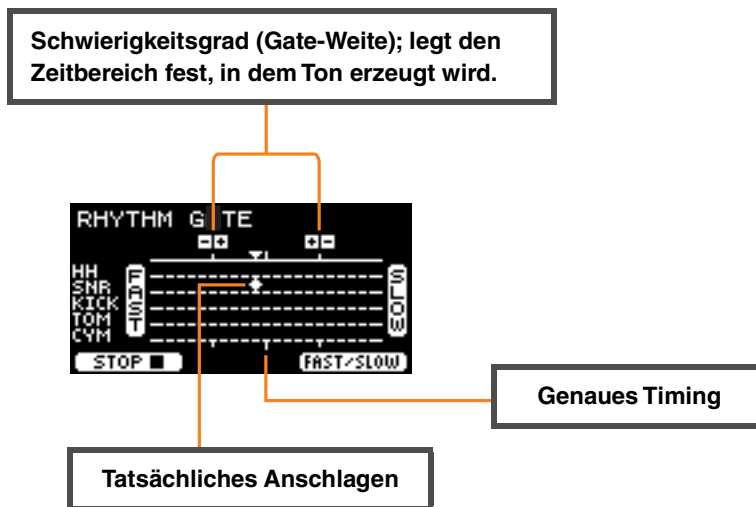 Schwierigkeitsgrad (Gate-Weite); legt den
Zeitbereich fest, in dem Ton erzeugt wird.
RHYTHM G TE
-+ +-
HH
SNR
KICK
TOM
CYM
FAST
SLOW
STOP ■
FAST/SLOW
Genaues Timing
Tatsächliches Anschlagen